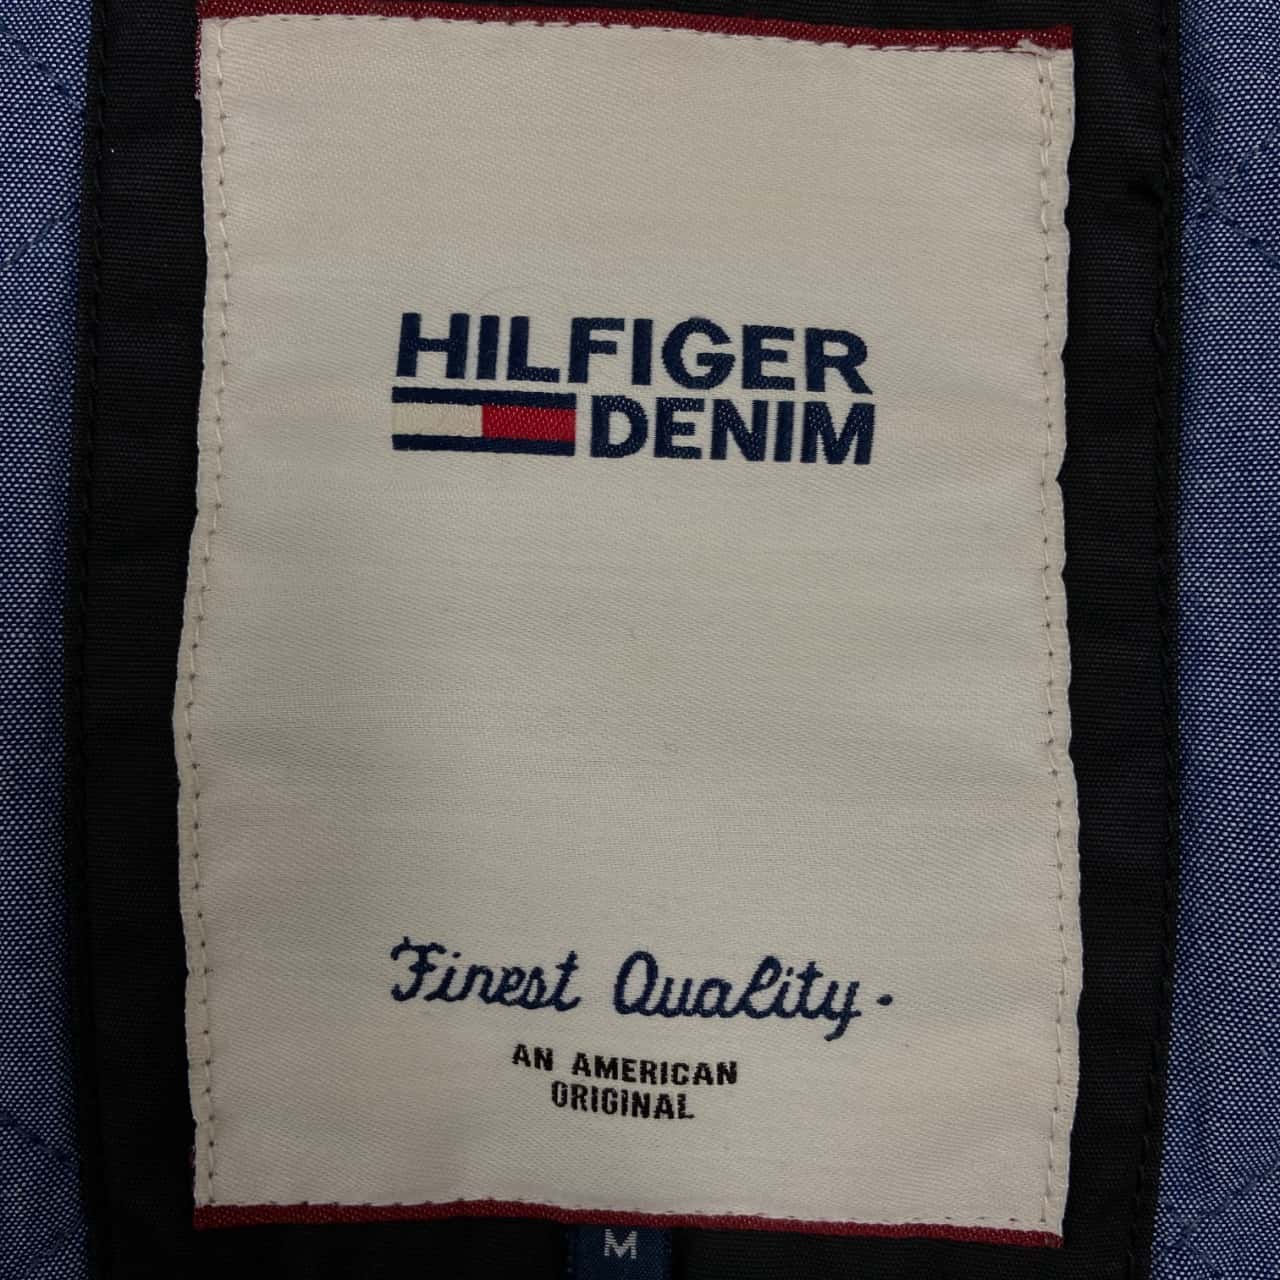 HILFIGER
DENIM
Finest Quality.
AN AMERICAN
ORIGINAL
M